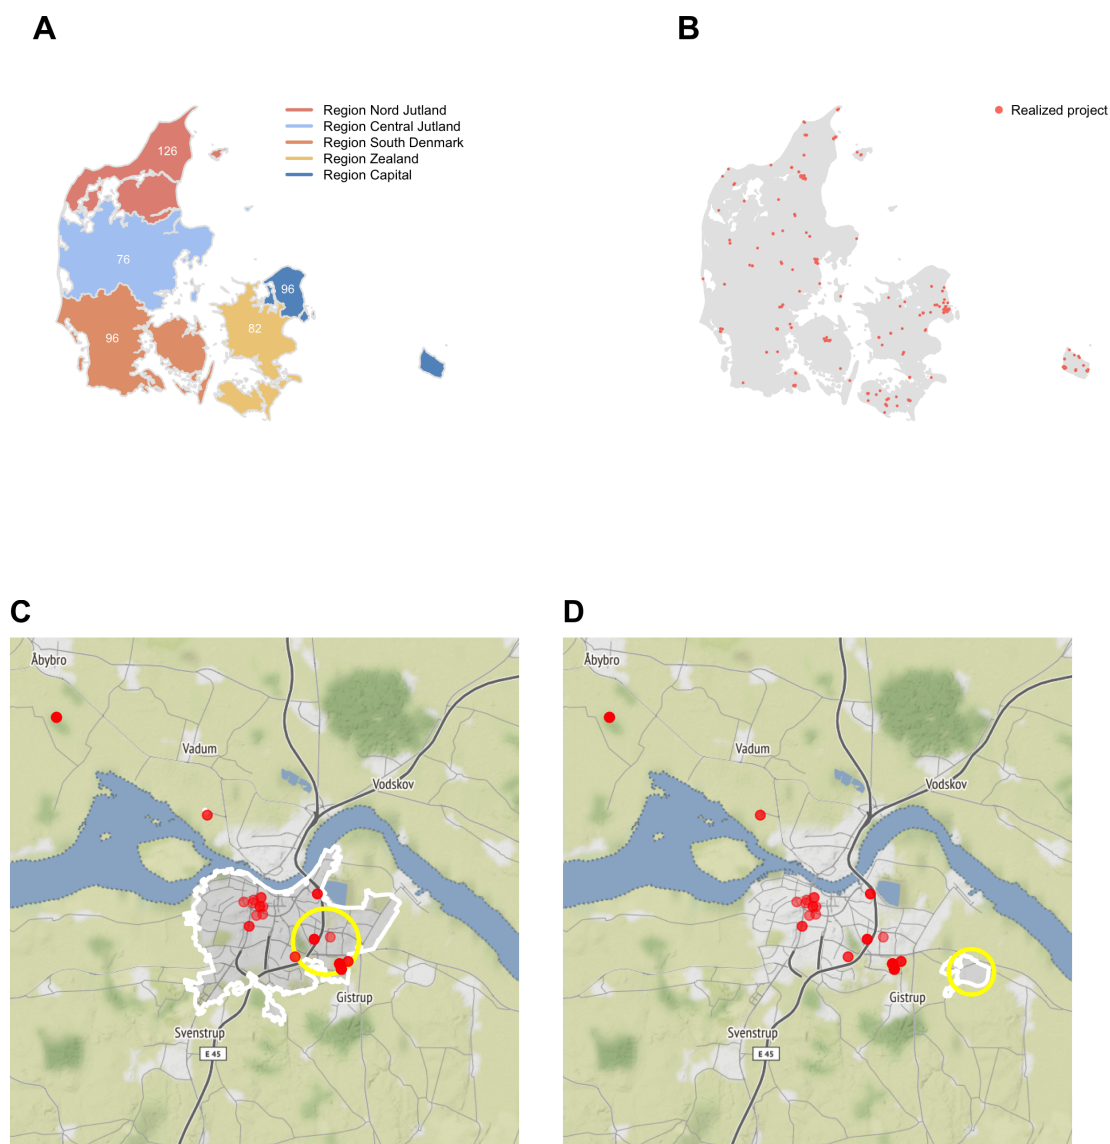 A
B
Region Nord Jutland
Region Central Jutland
Region South Denmark
Region Zealand
Region Capital
Realized project
126
76
96
96
82
C
D
Åbybro
Vadum
Vodskov
Gistrup
Svenstrup
E 45
Åbybro
Vadum
Vodskov
Gistrup
Svenstrup
E 45